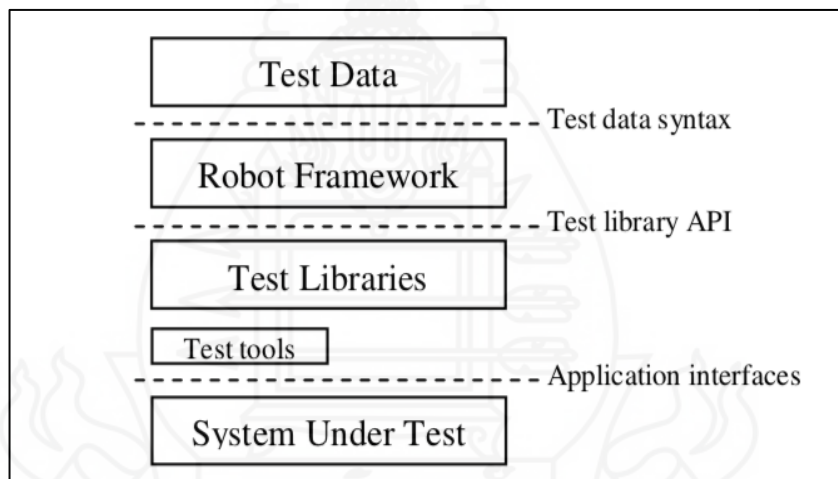 Test Data
Test data syntax
Robot Framework
Test library API
Test Libraries
Test tools
Application interfaces
System Under Test